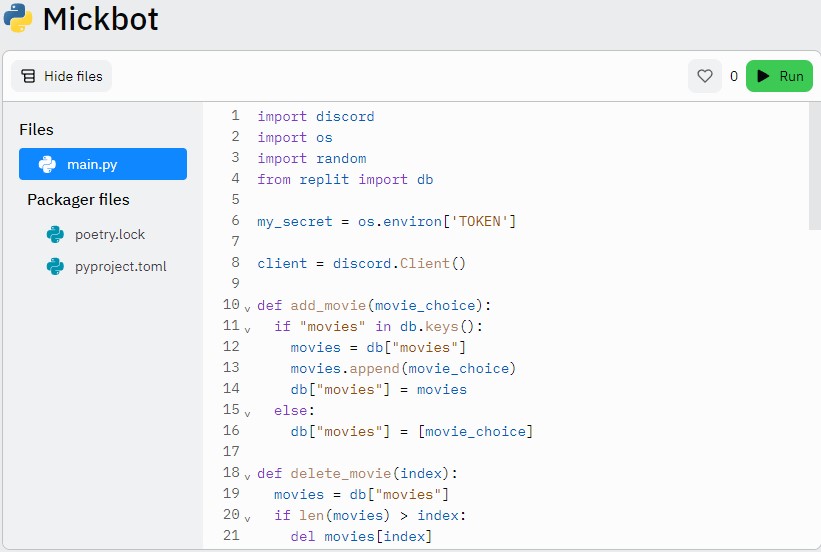 Mickbot
Hide files
0
Run
Files
main.py
Packager files
poetry.lock
pyproject.toml
1 import discord
2 import os
3 import random
4 from replit import db
5
6 my_secret = os.environ['TOKEN']
7
8 client = discord.Client()
9
10 def add_movie(movie_choice):
11   if "movies" in db.keys():
12     movies = db["movies"]
13     movies.append(movie_choice)
14     db["movies"] = movies
15   else:
16     db["movies"] = [movie_choice]
17
18 def delete_movie(index):
19   movies = db["movies"]
20   if len(movies) > index:
21     del movies[index]